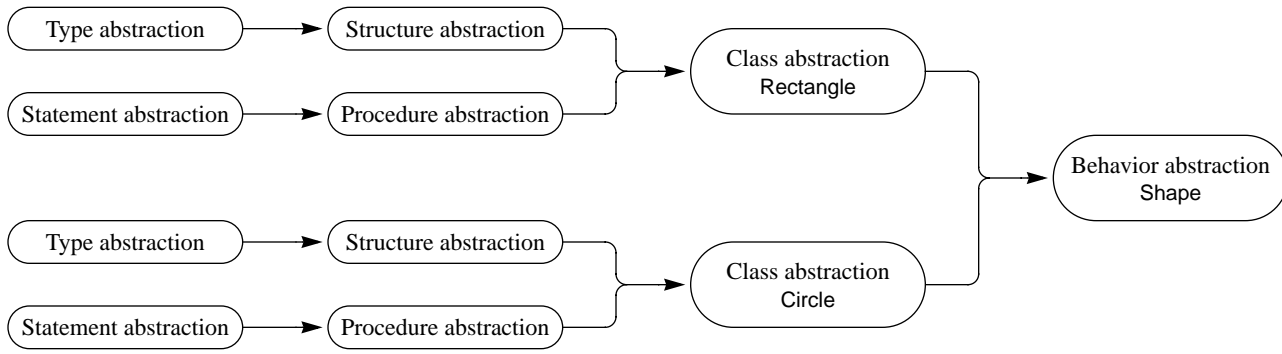 Type abstraction
Structure abstraction
Statement abstraction
Procedure abstraction
Class abstraction
Rectangle
Type abstraction
Structure abstraction
Statement abstraction
Procedure abstraction
Class abstraction
Circle
Behavior abstraction
Shape